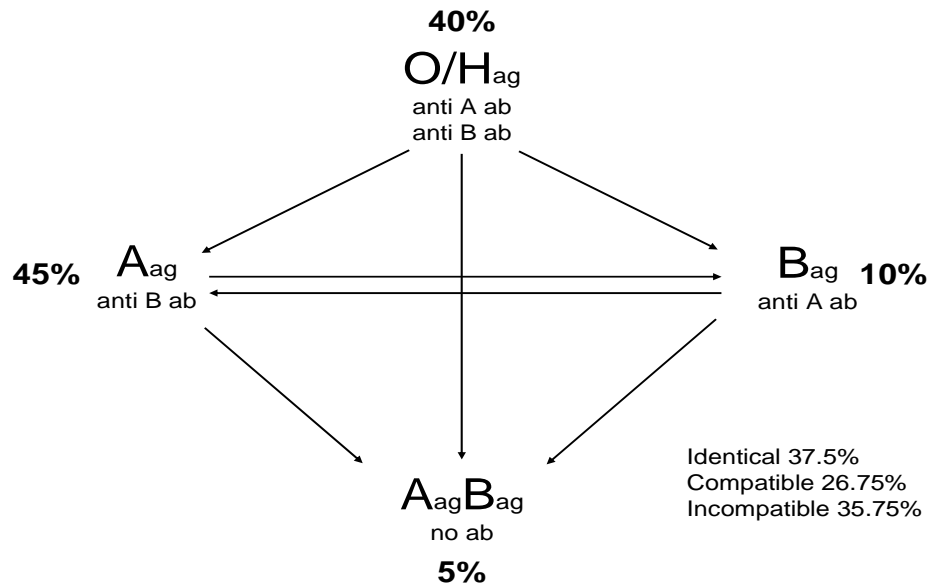 40%
O/Hag
anti A ab
anti B ab
45%
Aag
anti B ab
Bag
10%
anti A ab
Identical 37.5%
Compatible 26.75%
Incompatible 35.75%
AagBag
no ab
5%